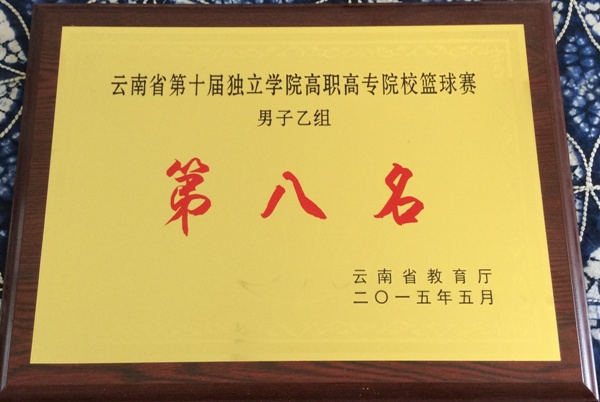 云南省第十届独立学院高职高专院校篮球赛
男子乙组
第八名
云南省教育厅
二〇一五年五月